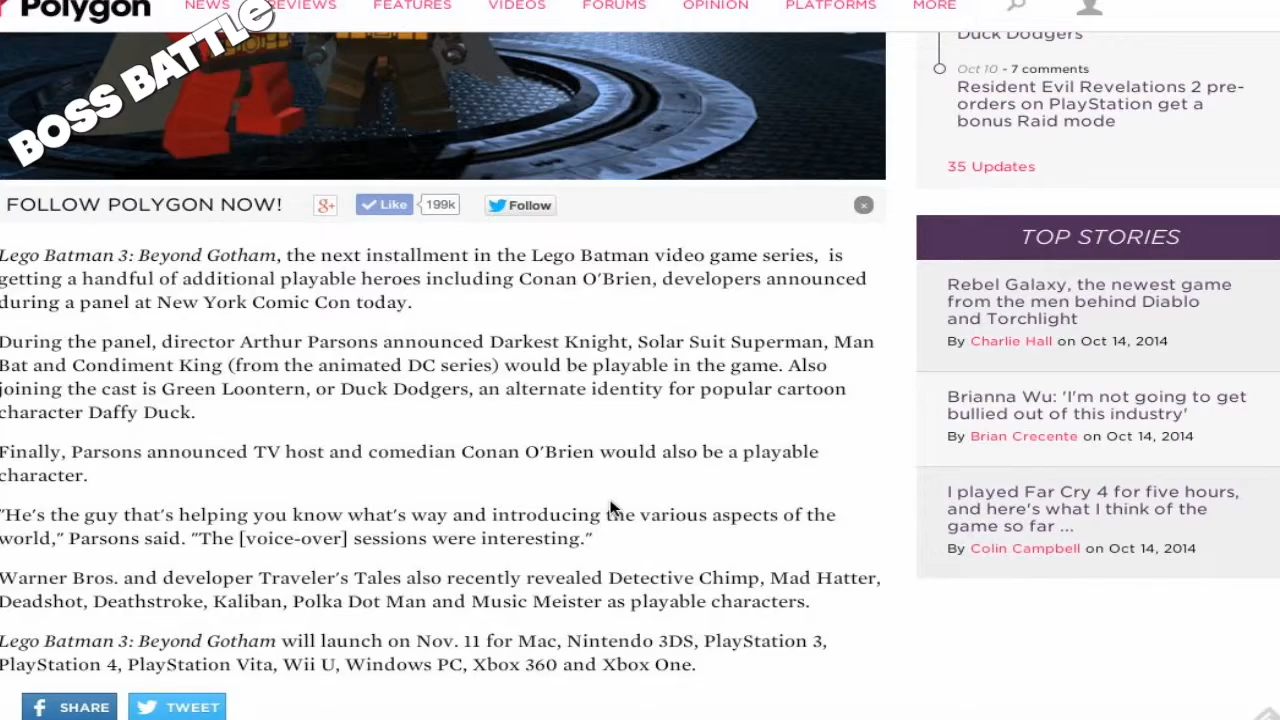 Polygon
NEWS REVIEWS FEATURES VIDEOS FORUMS OPINION PLATFORMS MORE
BOSS BATTLE
Duck Dodgers
Oct 10 - 7 comments
Resident Evil Revelations 2 pre-
orders on PlayStation get a
bonus Raid mode
35 Updates
FOLLOW POLYGON NOW! g+ Like 199k Follow
Lego Batman 3: Beyond Gotham, the next installment in the Lego Batman video game series, is
getting a handful of additional playable heroes including Conan O'Brien, developers announced
during a panel at New York Comic Con today.
During the panel, director Arthur Parsons announced Darkest Knight, Solar Suit Superman, Man
Bat and Condiment King (from the animated DC series) would be playable in the game. Also
joining the cast is Green Loontern, or Duck Dodgers, an alternate identity for popular cartoon
character Daffy Duck.
Finally, Parsons announced TV host and comedian Conan O'Brien would also be a playable
character.
"He's the guy that's helping you know what's way and introducing the various aspects of the
world," Parsons said. "The [voice-over] sessions were interesting."
Warner Bros. and developer Traveler's Tales also recently revealed Detective Chimp, Mad Hatter,
Deadshot, Deathstroke, Kaliban, Polka Dot Man and Music Meister as playable characters.
Lego Batman 3: Beyond Gotham will launch on Nov. 11 for Mac, Nintendo 3DS, PlayStation 3,
PlayStation 4, PlayStation Vita, Wii U, Windows PC, Xbox 360 and Xbox One.
f SHARE TWEET
TOP STORIES
Rebel Galaxy, the newest game
from the men behind Diablo
and Torchlight
By Charlie Hall on Oct 14, 2014
Brianna Wu: 'I'm not going to get
bullied out of this industry'
By Brian Crecente on Oct 14, 2014
I played Far Cry 4 for five hours,
and here's what I think of the
game so far ...
By Colin Campbell on Oct 14, 2014